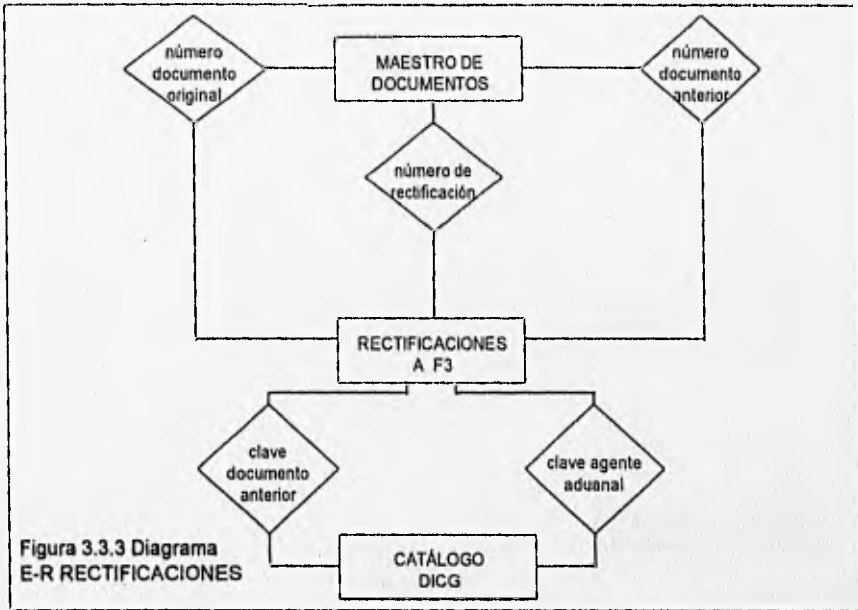 número
documento
original
MAESTRO DE
DOCUMENTOS
número
documento
anterior
número de
rectificación
RECTIFICACIONES
A F3
clave
documento
anterior
clave agente
aduanal
CATÁLOGO
DICG
Figura 3.3.3 Diagrama
E-R RECTIFICACIONES